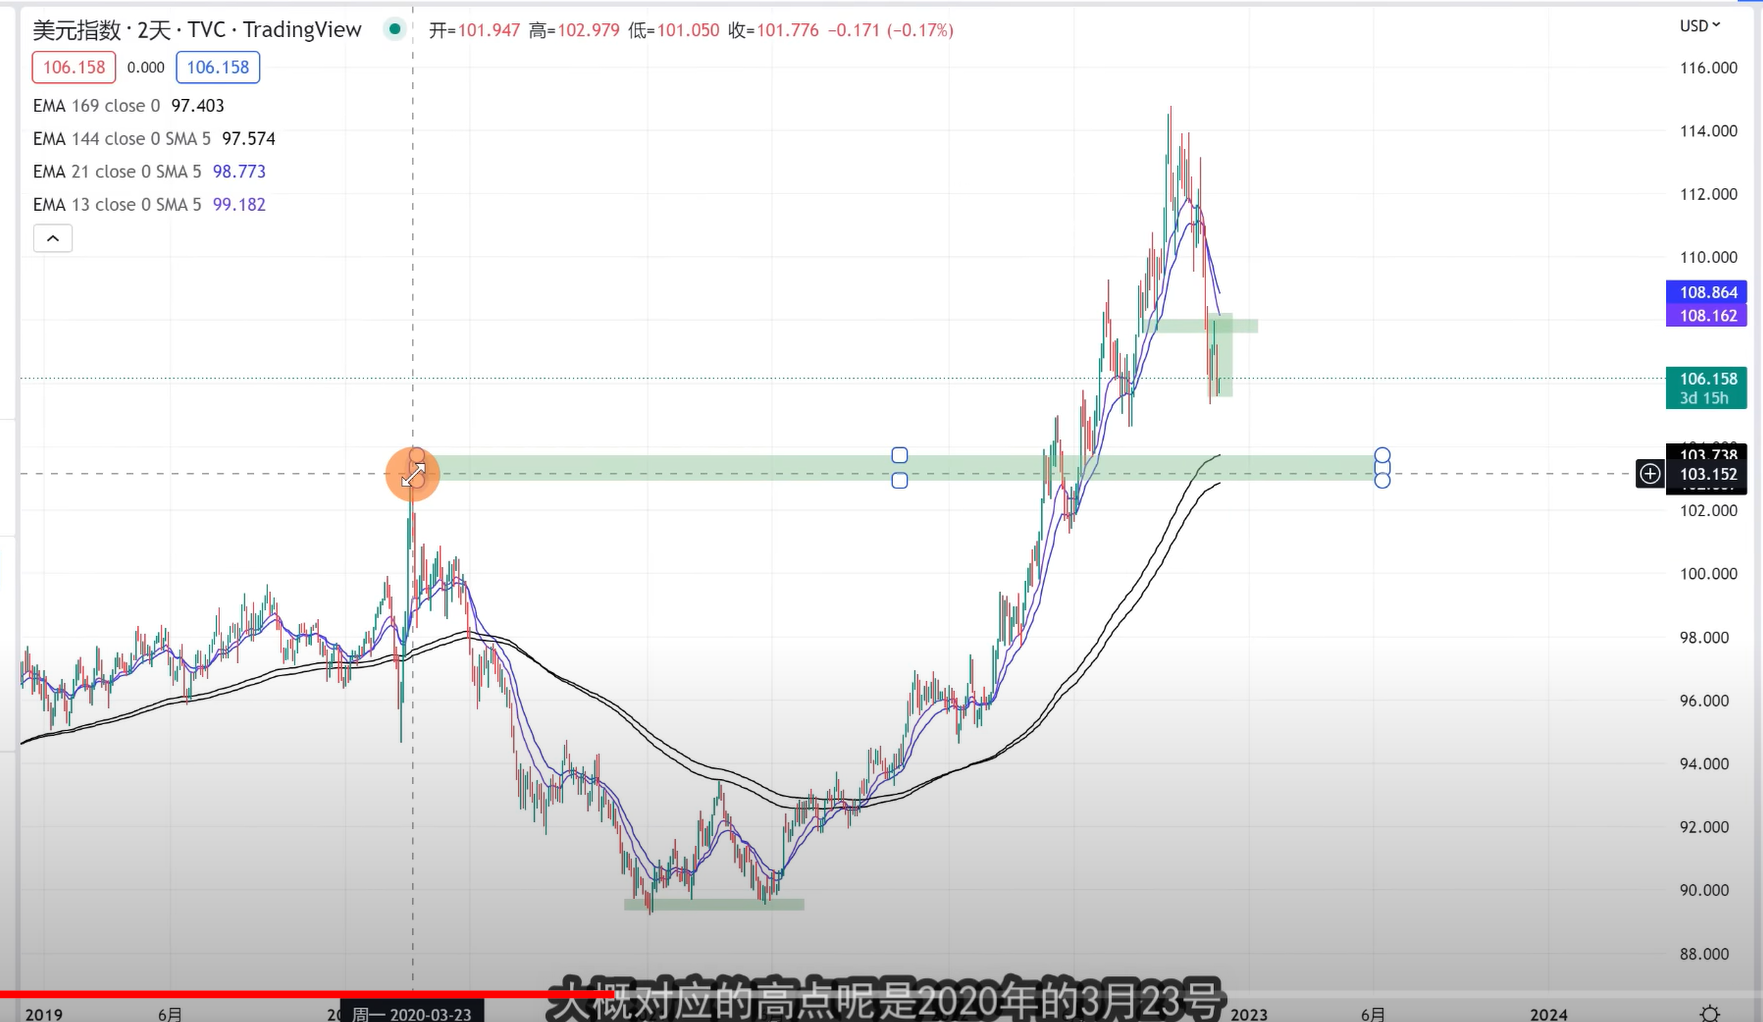 美元指数 · 2天 · TVC · TradingView
开=101.947 高=102.979 低=101.050 收=101.776 −0.171 (−0.17%)
USD
106.158 0.000 106.158
EMA 169 close 0 97.403
EMA 144 close 0 SMA 5 97.574
EMA 21 close 0 SMA 5 98.773
EMA 13 close 0 SMA 5 99.182
116.000
114.000
112.000
110.000
108.864
108.162
106.158
3d 15h
103.738
103.152
102.000
100.000
98.000
96.000
94.000
92.000
90.000
88.000
大概对应的高点呢是2020年的3月23号
2019 6月 周一 2020-03-23 2023 6月 2024